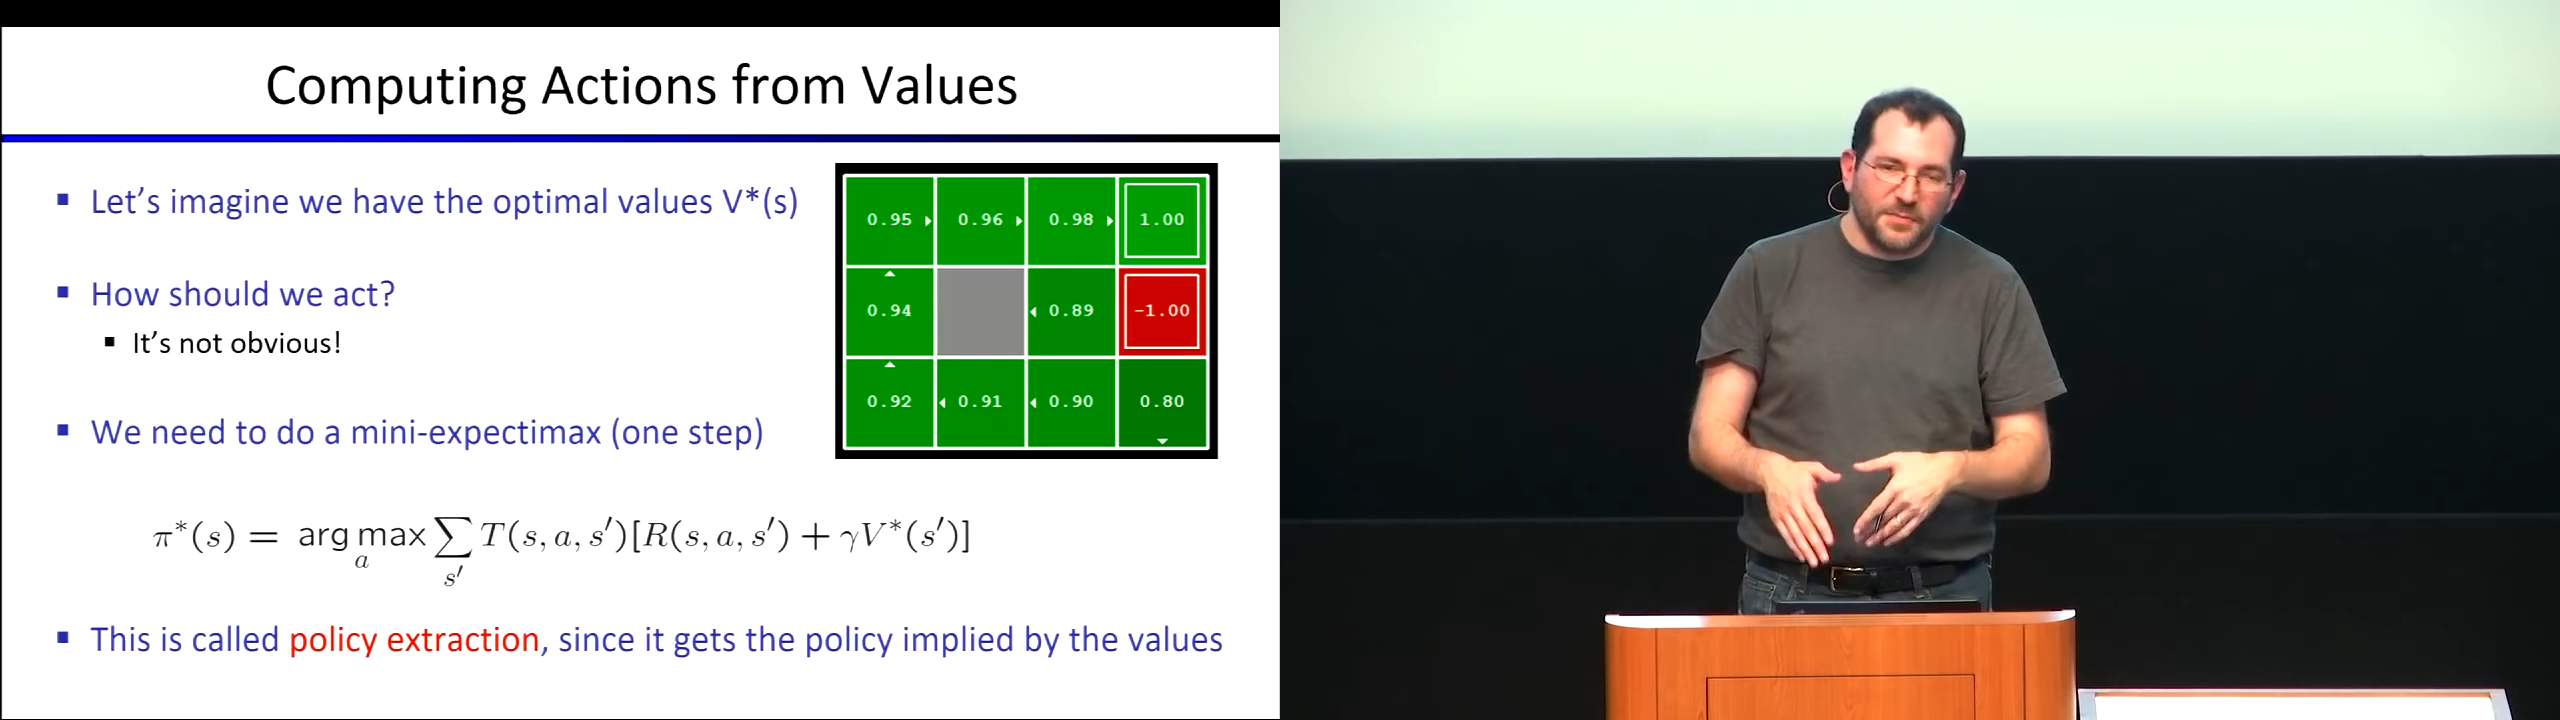 Computing Actions from Values
Let's imagine we have the optimal values V*(s)
How should we act?
It's not obvious!
We need to do a mini-expectimax (one step)
0.95 0.96 0.98 1.00
0.94 0.89 -1.00
0.92 0.91 0.90 0.80
π*(s) = arg max_a ∑_{s'} T(s, a, s')[R(s, a, s') + γV*(s')]
This is called policy extraction, since it gets the policy implied by the values